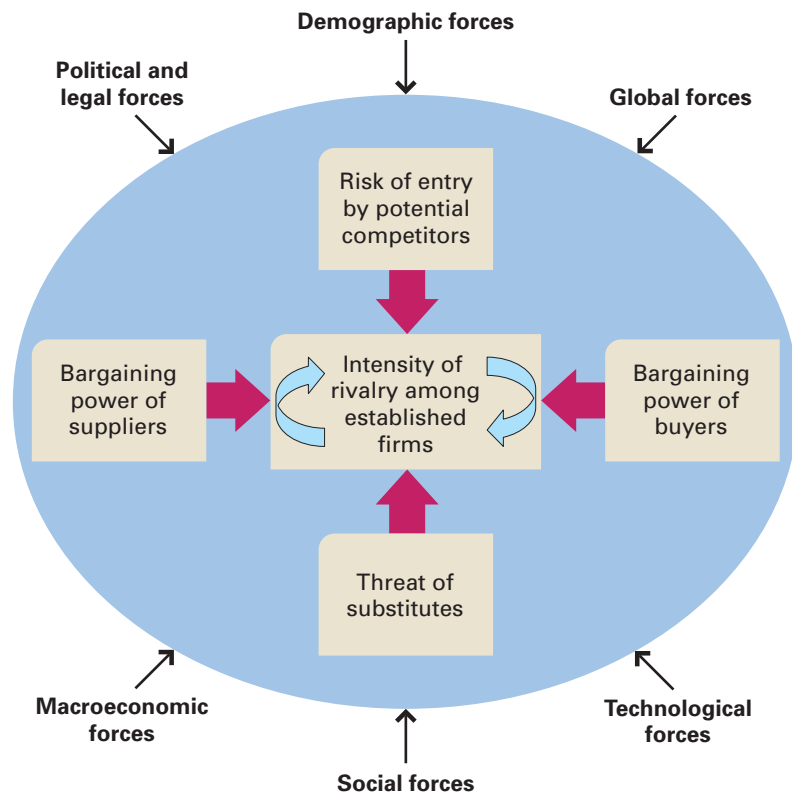 Demographic forces
Political and
legal forces
Global forces
Risk of entry
by potential
competitors
Bargaining
power of
suppliers
Intensity of
rivalry among
established
firms
Bargaining
power of
buyers
Threat of
substitutes
Macroeconomic
forces
Technological
forces
Social forces